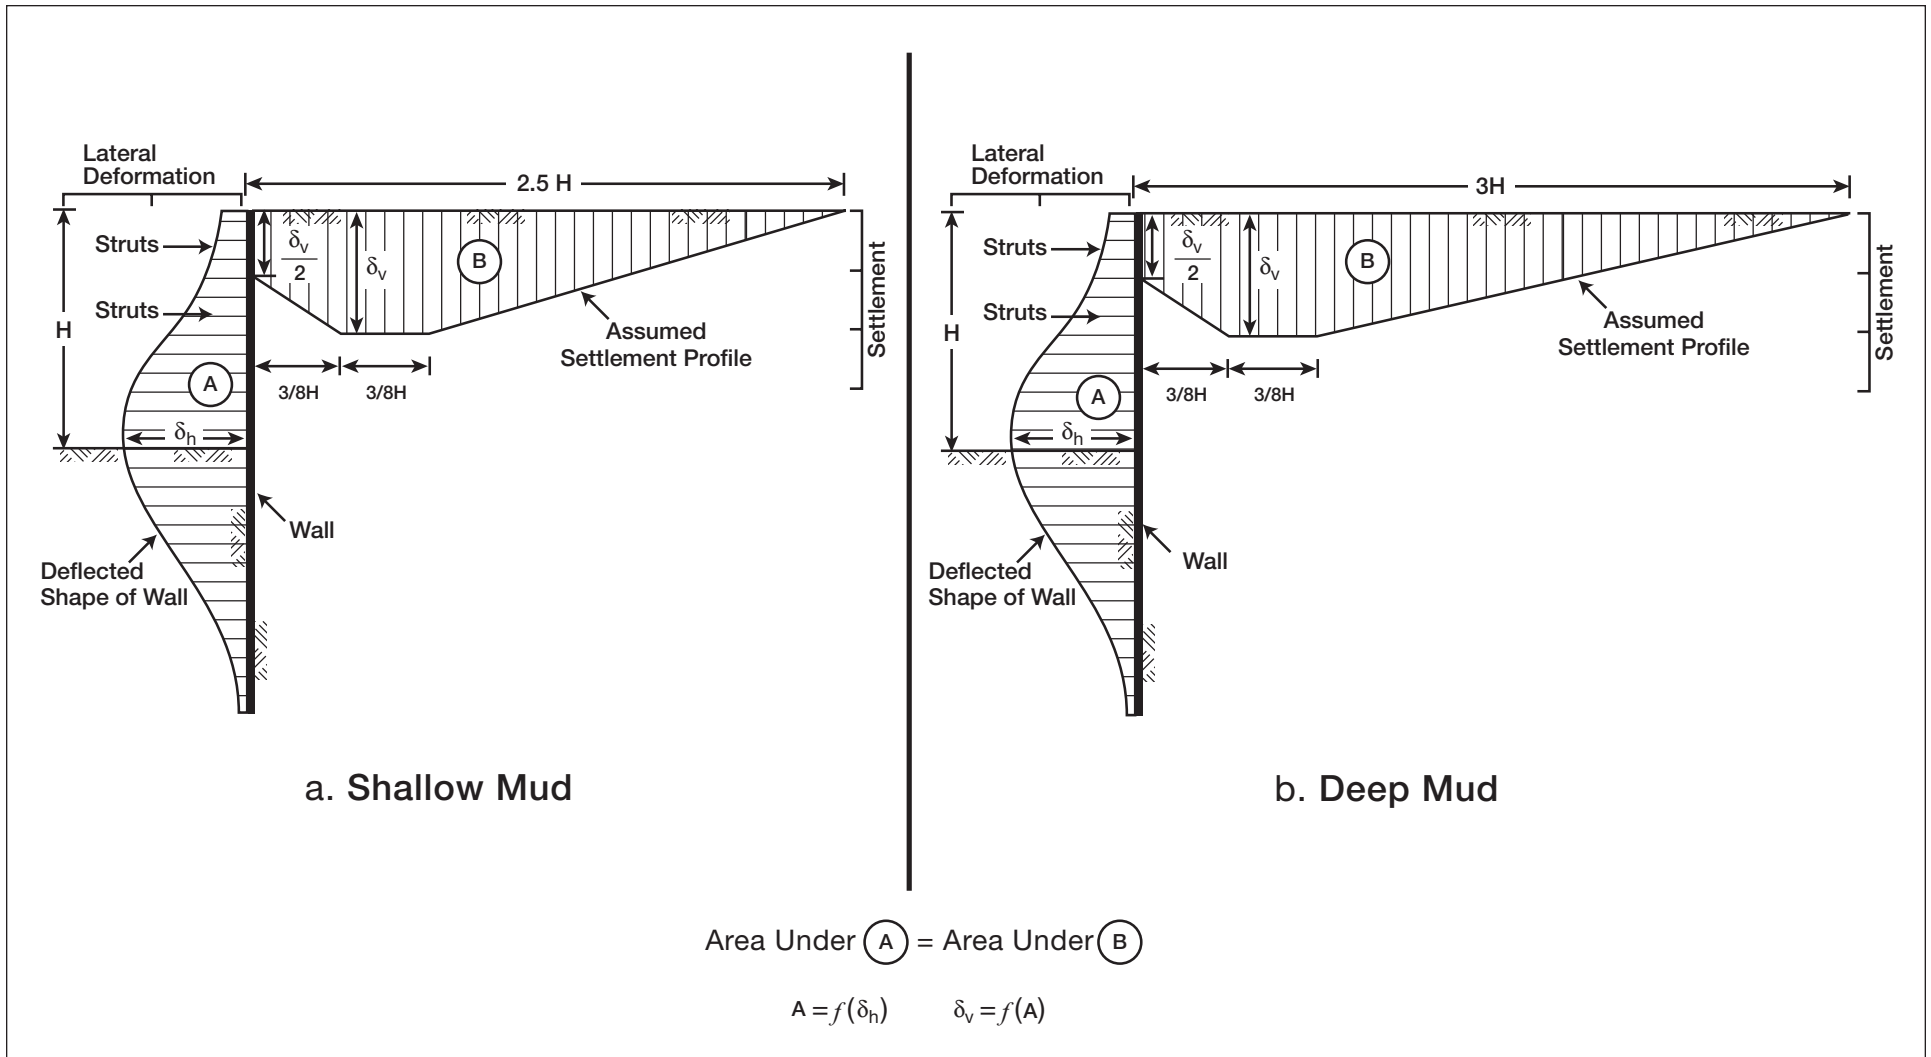 Lateral
Deformation
2.5 H
Struts
δv
2
δv
B
Settlement
Struts
H
Assumed
Settlement Profile
A
3/8H
3/8H
δh
Wall
Deflected
Shape of Wall
a. Shallow Mud
Lateral
Deformation
3H
Struts
δv
2
δv
B
Settlement
Struts
H
Assumed
Settlement Profile
A
3/8H
3/8H
δh
Wall
Deflected
Shape of Wall
b. Deep Mud
Area Under A = Area Under B
A = f(δh) δv = f(A)